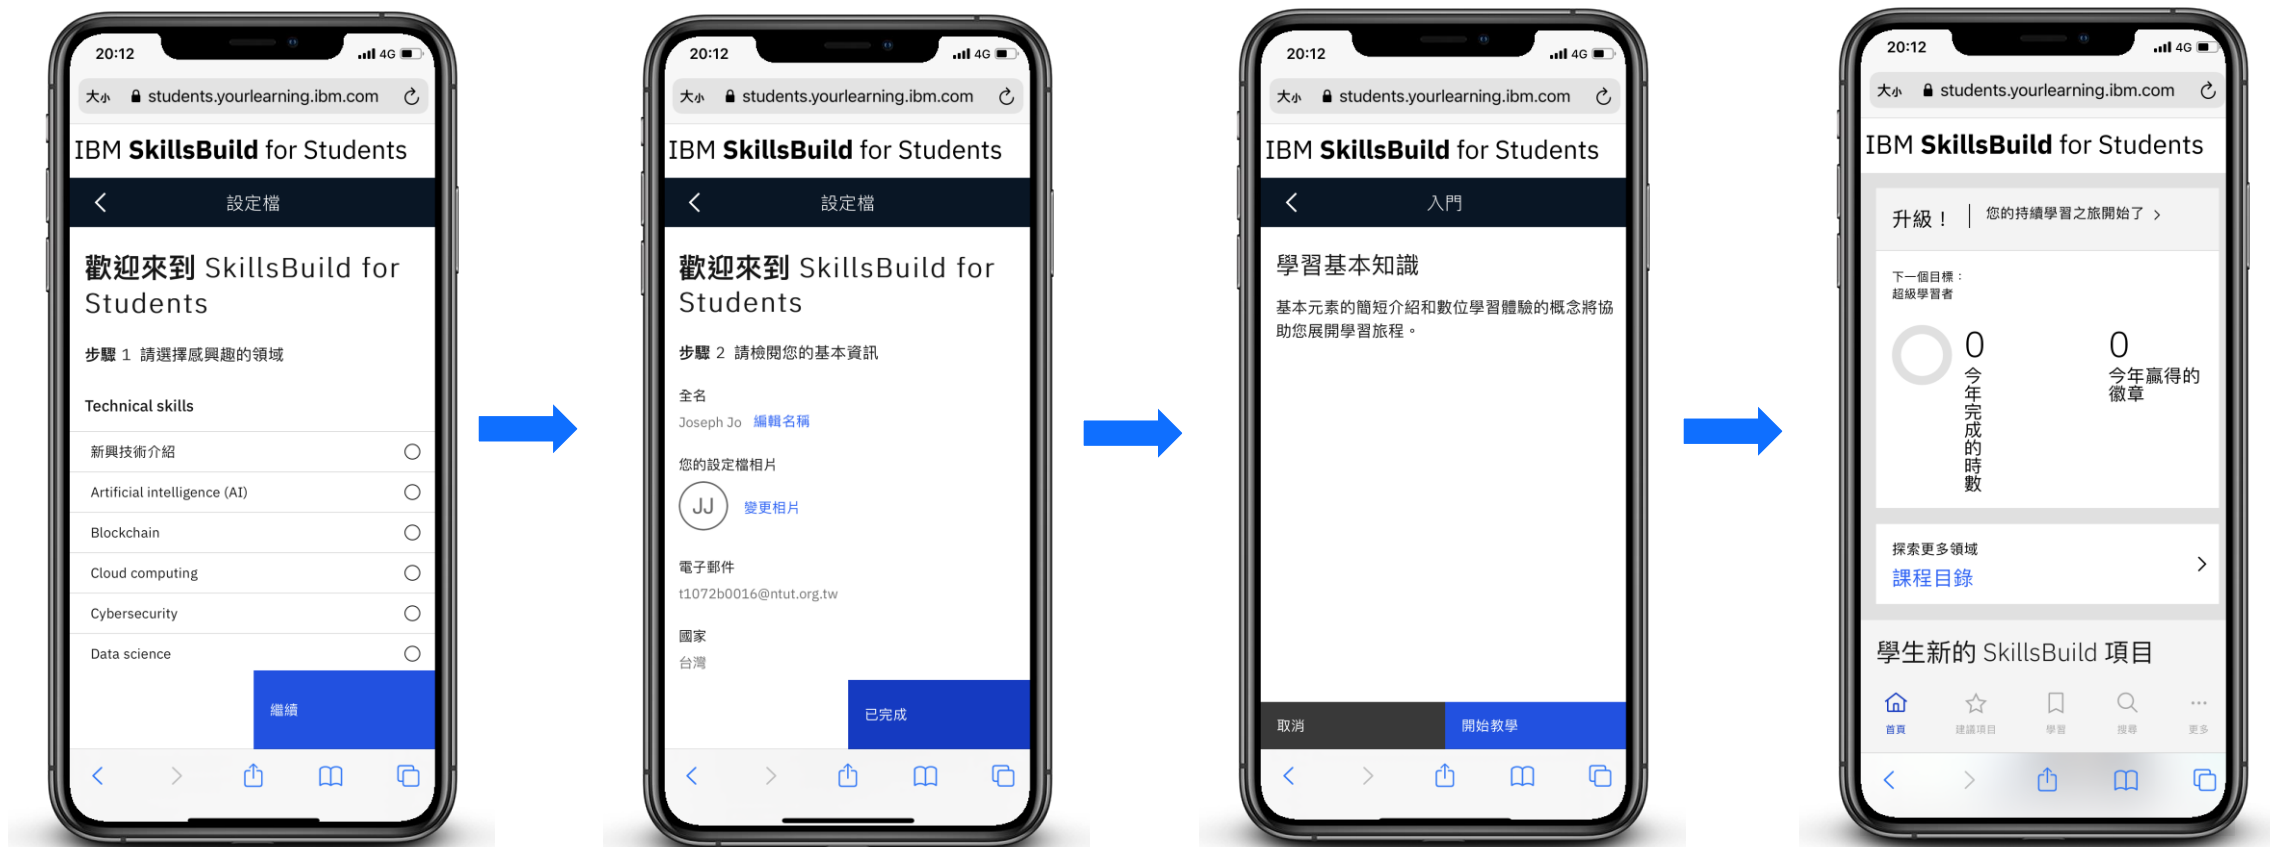 20:12
4G
大小 students.yourlearning.ibm.com
IBM SkillsBuild for Students
設定檔
歡迎來到 SkillsBuild for
Students
步驟 1 請選擇感興趣的領域
Technical skills
新興技術介紹
Artificial intelligence (AI)
Blockchain
Cloud computing
Cybersecurity
Data science
繼續
20:12
4G
大小 students.yourlearning.ibm.com
IBM SkillsBuild for Students
設定檔
歡迎來到 SkillsBuild for
Students
步驟 2 請檢閱您的基本資訊
全名
Joseph Jo 編輯名稱
您的設定檔相片
JJ 變更相片
電子郵件
t1072b0016@ntut.org.tw
國家
台灣
已完成
20:12
4G
大小 students.yourlearning.ibm.com
IBM SkillsBuild for Students
入門
學習基本知識
基本元素的簡短介紹和數位學習體驗的概念將協
助您展開學習旅程。
取消
開始教學
20:12
4G
大小 students.yourlearning.ibm.com
IBM SkillsBuild for Students
升級！ 您的持續學習之旅開始了
下一個目標：
超級學習者
0
今年完成的時數
0
今年贏得的
徽章
探索更多領域
課程目錄
學生新的 SkillsBuild 項目
首頁 建議項目 學習 搜尋 更多